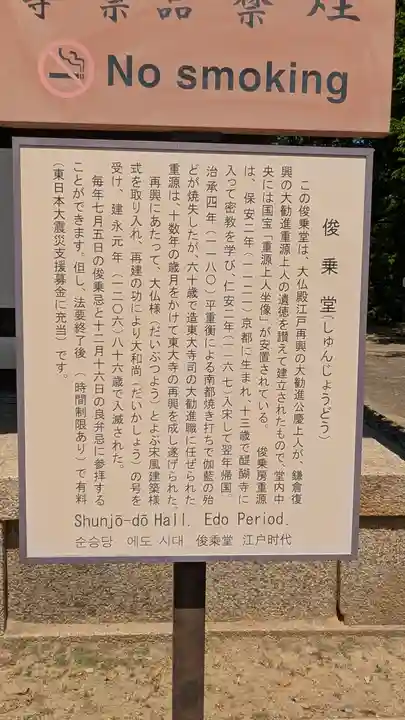 寺 業 品 禁 煙
No smoking
俊乗堂(しゅんじょうどう)
この俊乗堂は、大仏殿江戸再興の大勧進公慶上人が、鎌倉復
興の大勧進重源上人の遺徳を讃えて建立されたもので、堂内中
央には国宝「重源上人坐像」が安置されている。 俊乗房重源
は、保安二年(一一二一)京都に生まれ、十三歳で醍醐寺に
入って密教を学び、仁安二年(一一六七)入宋して翌年帰国。
治承四年(一一八〇)平重衡による南都焼き打ちで伽藍の殆
どが焼失したが、六十歳で造東大寺司の大勧進職に任ぜられた
重源は、十数年の歳月をかけて東大寺の再興を成し遂げられた。
再興にあたって、大仏様(だいぶつよう)とよぶ宋風建築様
式を取り入れ、再建の功により大和尚(だいかしょう)の号を
受け、建永元年(一二〇六)八十六歳で入滅された。
毎年七月五日の俊乗忌と十二月十六日の良弁忌に参拝する
ことができます。但し、法要終了後 (時間制限あり)で有料
(東日本大震災支援募金に充当)です。
Shunjō-dō Hall. Edo Period.
순승당 에도 시대 俊乘堂 江户时代